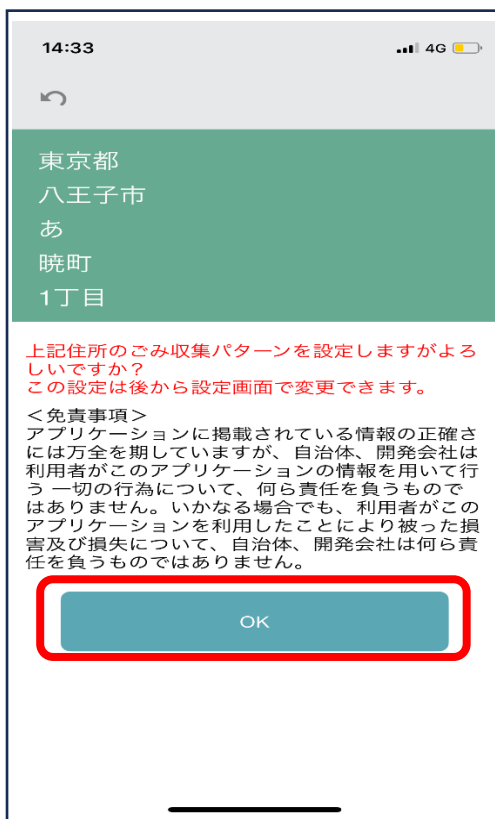 14:33
4G
東京都
八王子市
あ
暁町
1丁目
上記住所のごみ収集パターンを設定しますがよろ
しいですか？
この設定は後から設定画面で変更できます。
＜免責事項＞
アプリケーションに掲載されている情報の正確さ
には万全を期していますが、自治体、開発会社は
利用者がこのアプリケーションの情報を用いて行
う 一切の行為について、何ら責任を負うもので
はありません。いかなる場合でも、利用者がこの
アプリケーションを利用したことにより被った損
害及び損失について、自治体、開発会社は何ら責
任を負うものではありません。
OK